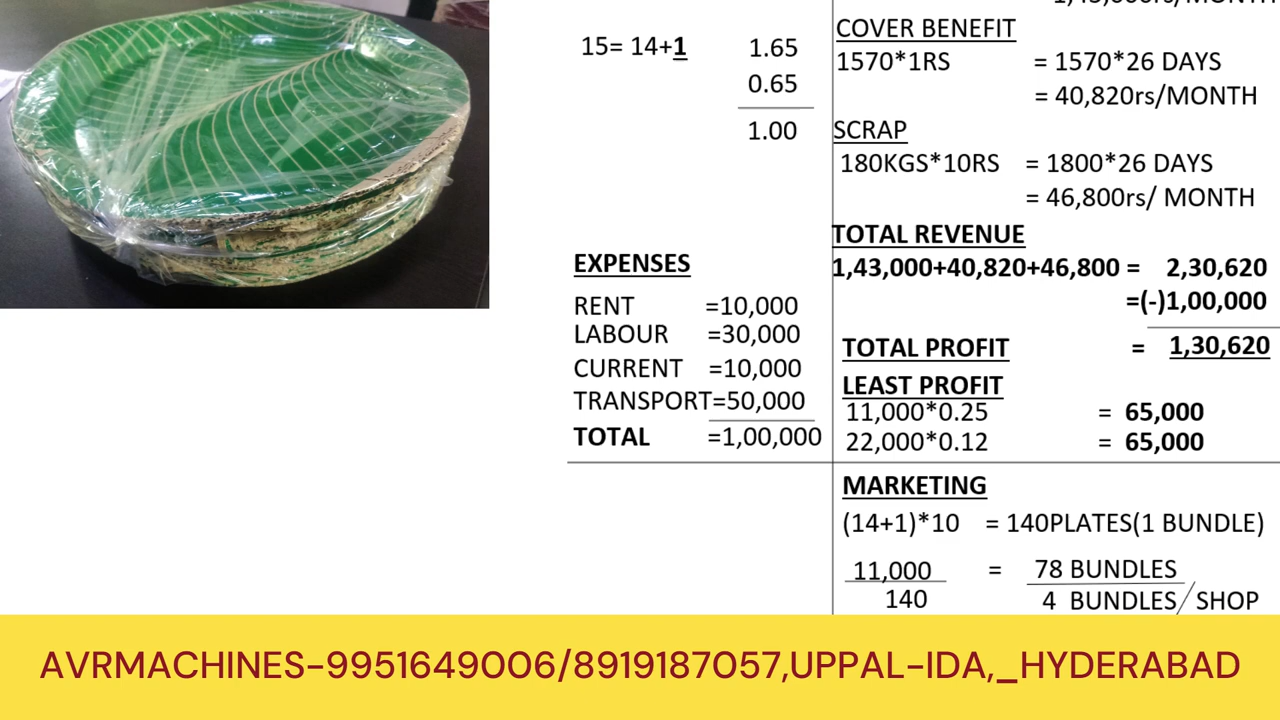 1,43,000rs/MONTH
15= 14+1 1.65
0.65
1.00
EXPENSES
RENT =10,000
LABOUR =30,000
CURRENT =10,000
TRANSPORT=50,000
TOTAL =1,00,000
COVER BENEFIT
1570*1RS = 1570*26 DAYS
= 40,820rs/MONTH
SCRAP
180KGS*10RS = 1800*26 DAYS
= 46,800rs/ MONTH
TOTAL REVENUE
1,43,000+40,820+46,800 = 2,30,620
=(-)1,00,000
TOTAL PROFIT = 1,30,620
LEAST PROFIT
11,000*0.25 = 65,000
22,000*0.12 = 65,000
MARKETING
(14+1)*10 = 140PLATES(1 BUNDLE)
11,000 = 78 BUNDLES
140 4 BUNDLES/SHOP
AVRMACHINES-9951649006/8919187057,UPPAL-IDA,_HYDERABAD